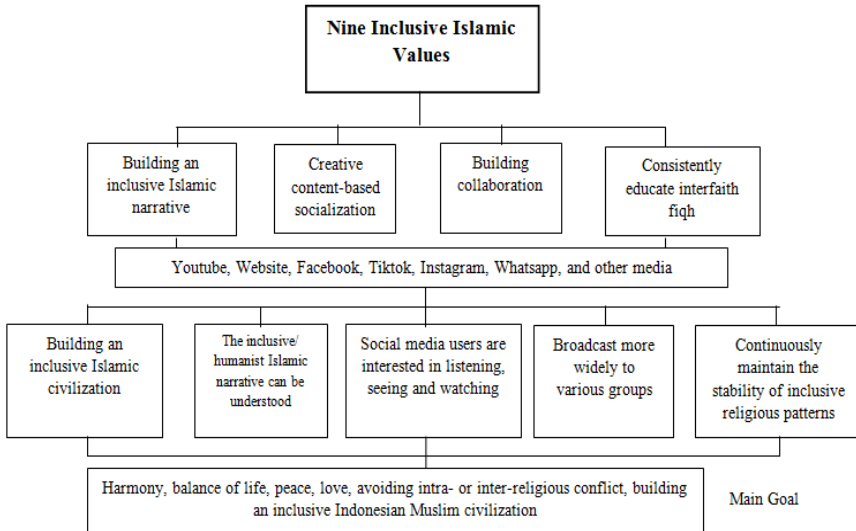 Nine Inclusive Islamic
Values
Building an
inclusive Islamic
narrative
Creative
content-based
socialization
Building
collaboration
Consistently
educate interfaith
fiqh
Youtube, Website, Facebook, Tiktok, Instagram, Whatsapp, and other media
Building an
inclusive Islamic
civilization
The inclusive/
humanist Islamic
narrative can be
understood
Social media users are
interested in listening,
seeing and watching
Broadcast more
widely to
various groups
Continuously
maintain the
stability of inclusive
religious patterns
Harmony, balance of life, peace, love, avoiding intra- or inter-religious conflict, building
an inclusive Indonesian Muslim civilization
Main Goal